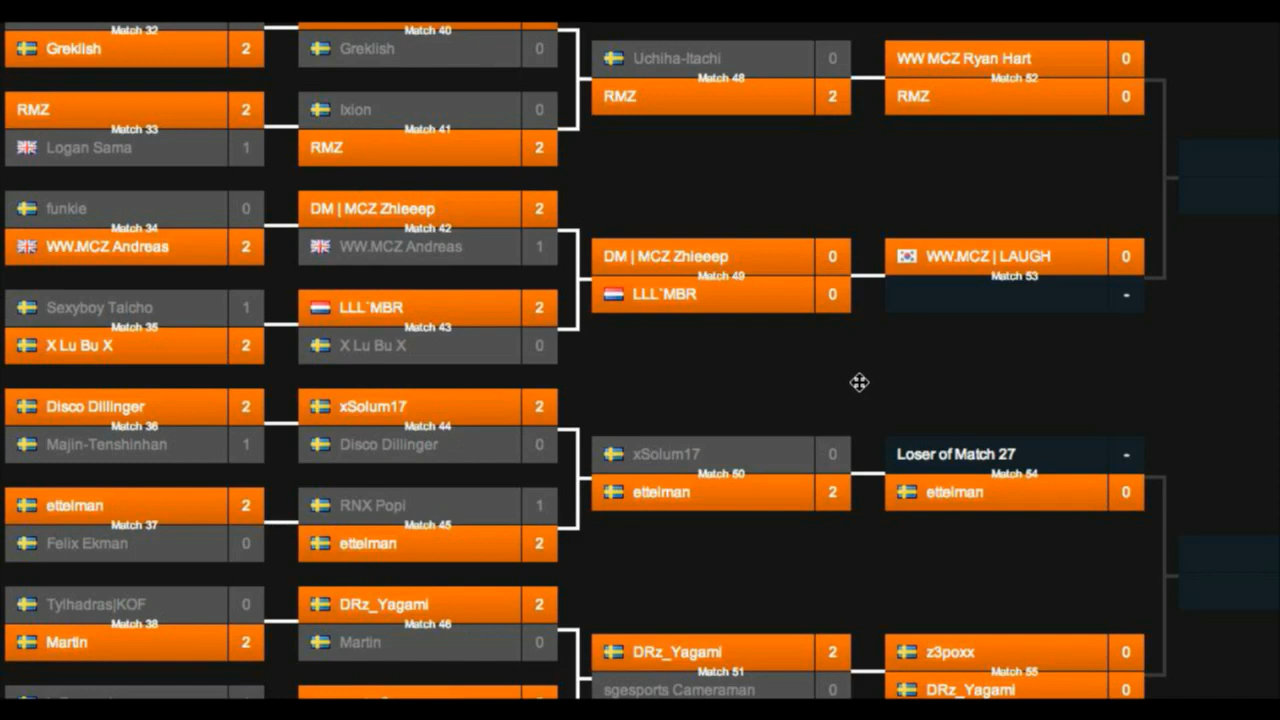 Match 32
Greklish 2
RMZ 2
Match 33
Logan Sama 1
funkie 0
Match 34
WW.MCZ Andreas 2
Sexyboy Taicho 1
Match 35
X Lu Bu X 2
Disco Dillinger 2
Match 36
Majin-Tenshinhan 1
ettelman 2
Match 37
Felix Ekman 0
Tylhadras|KOF 0
Match 38
Martin 2
Match 40
Greklish 0
Ixion 0
Match 41
RMZ 2
DM | MCZ Zhieeep 2
Match 42
WW.MCZ Andreas 1
LLL`MBR 2
Match 43
X Lu Bu X 0
xSolum17 2
Match 44
Disco Dillinger 0
RNX Popi 1
Match 45
ettelman 2
DRz_Yagami 2
Match 46
Martin 0
Uchiha-Itachi 0
Match 48
RMZ 2
DM | MCZ Zhieeep 0
Match 49
LLL`MBR 0
xSolum17 0
Match 50
ettelman 2
DRz_Yagami 2
Match 51
sgesports Cameraman 0
WW MCZ Ryan Hart 0
Match 52
RMZ 0
WW.MCZ | LAUGH 0
Match 53
-
Loser of Match 27 -
Match 54
ettelman 0
z3poxx 0
Match 55
DRz_Yagami 0